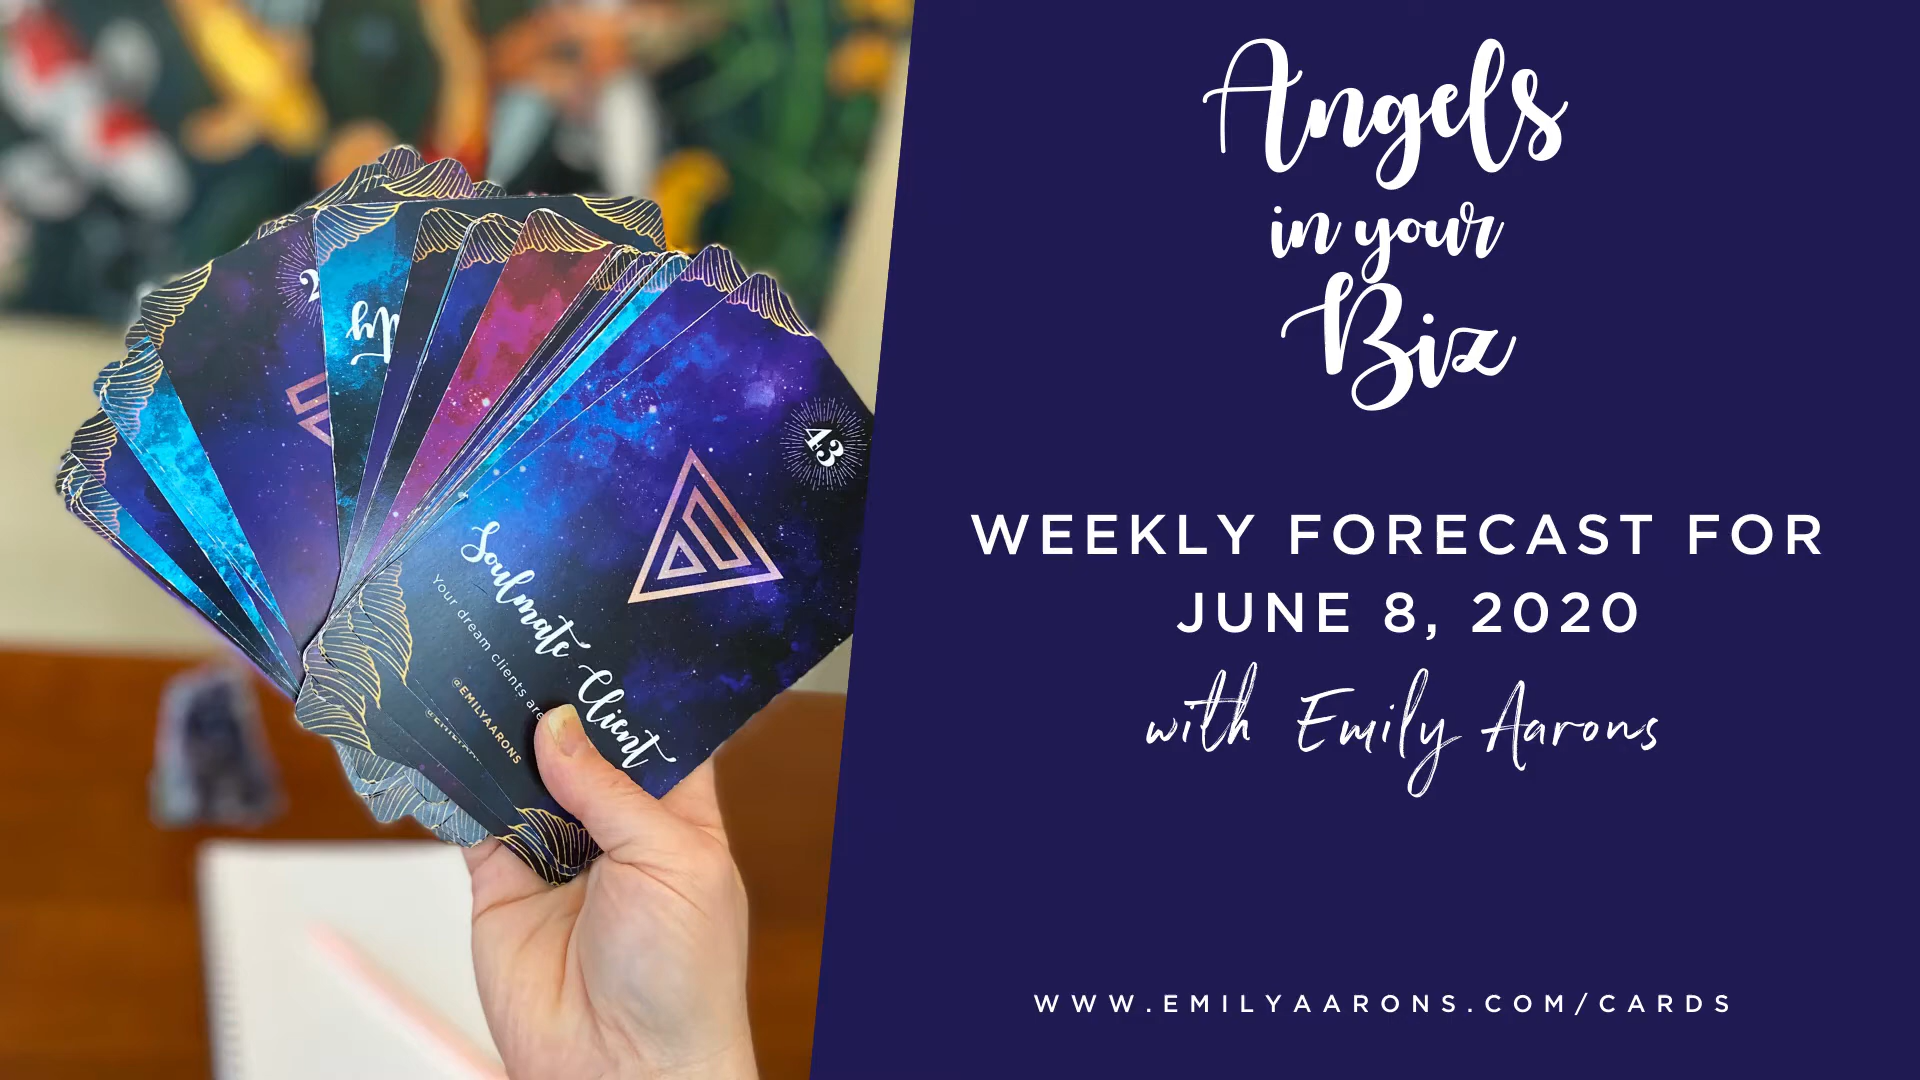 Angels
in your
Biz
WEEKLY FORECAST FOR
JUNE 8, 2020
with Emily Aarons
WWW.EMILYAARONS.COM/CARDS
43
Soulmate Client
Your dream clients are
@EMILYAARONS